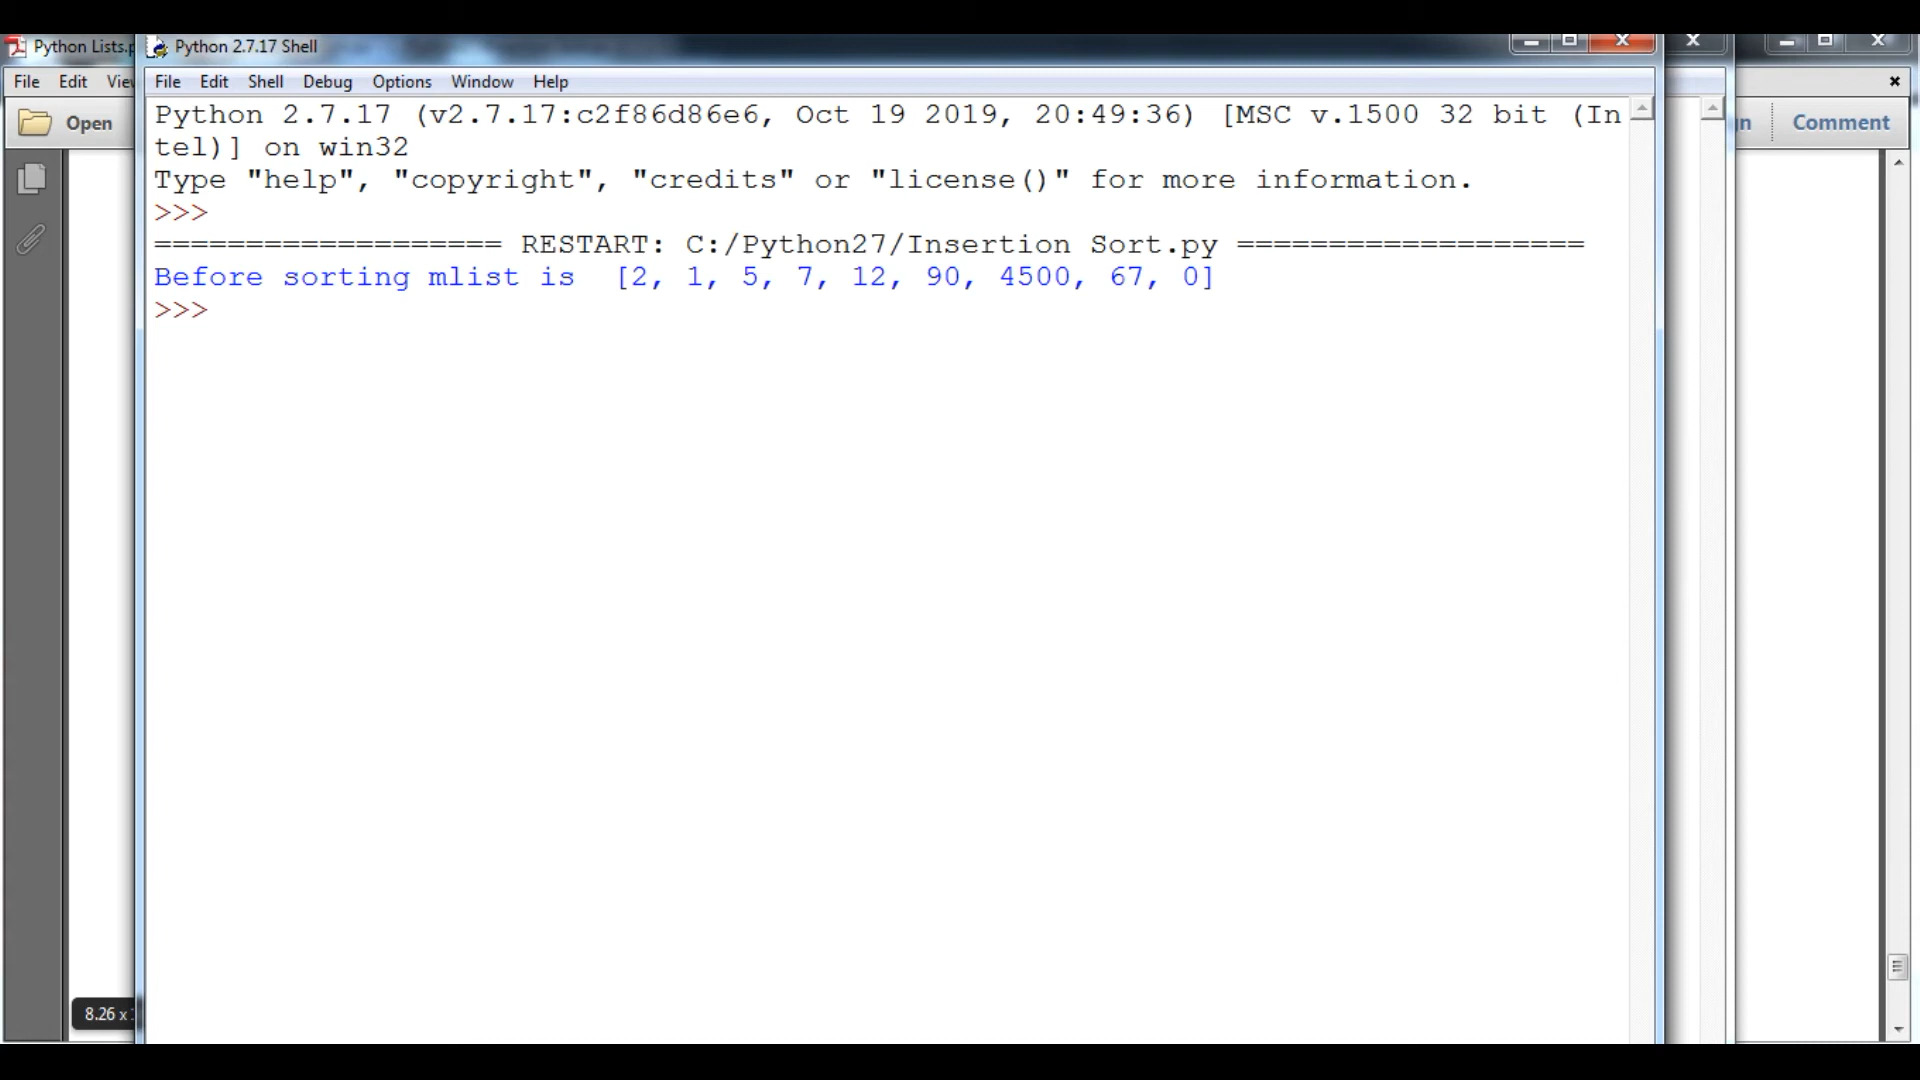 Python Lists.p
Python 2.7.17 Shell
File Edit Vie
File Edit Shell Debug Options Window Help
Open
Comment
Python 2.7.17 (v2.7.17:c2f86d86e6, Oct 19 2019, 20:49:36) [MSC v.1500 32 bit (In
tel)] on win32
Type "help", "copyright", "credits" or "license()" for more information.
>>>
=================== RESTART: C:/Python27/Insertion Sort.py ===================
Before sorting mlist is  [2, 1, 5, 7, 12, 90, 4500, 67, 0]
>>>
8.26 x